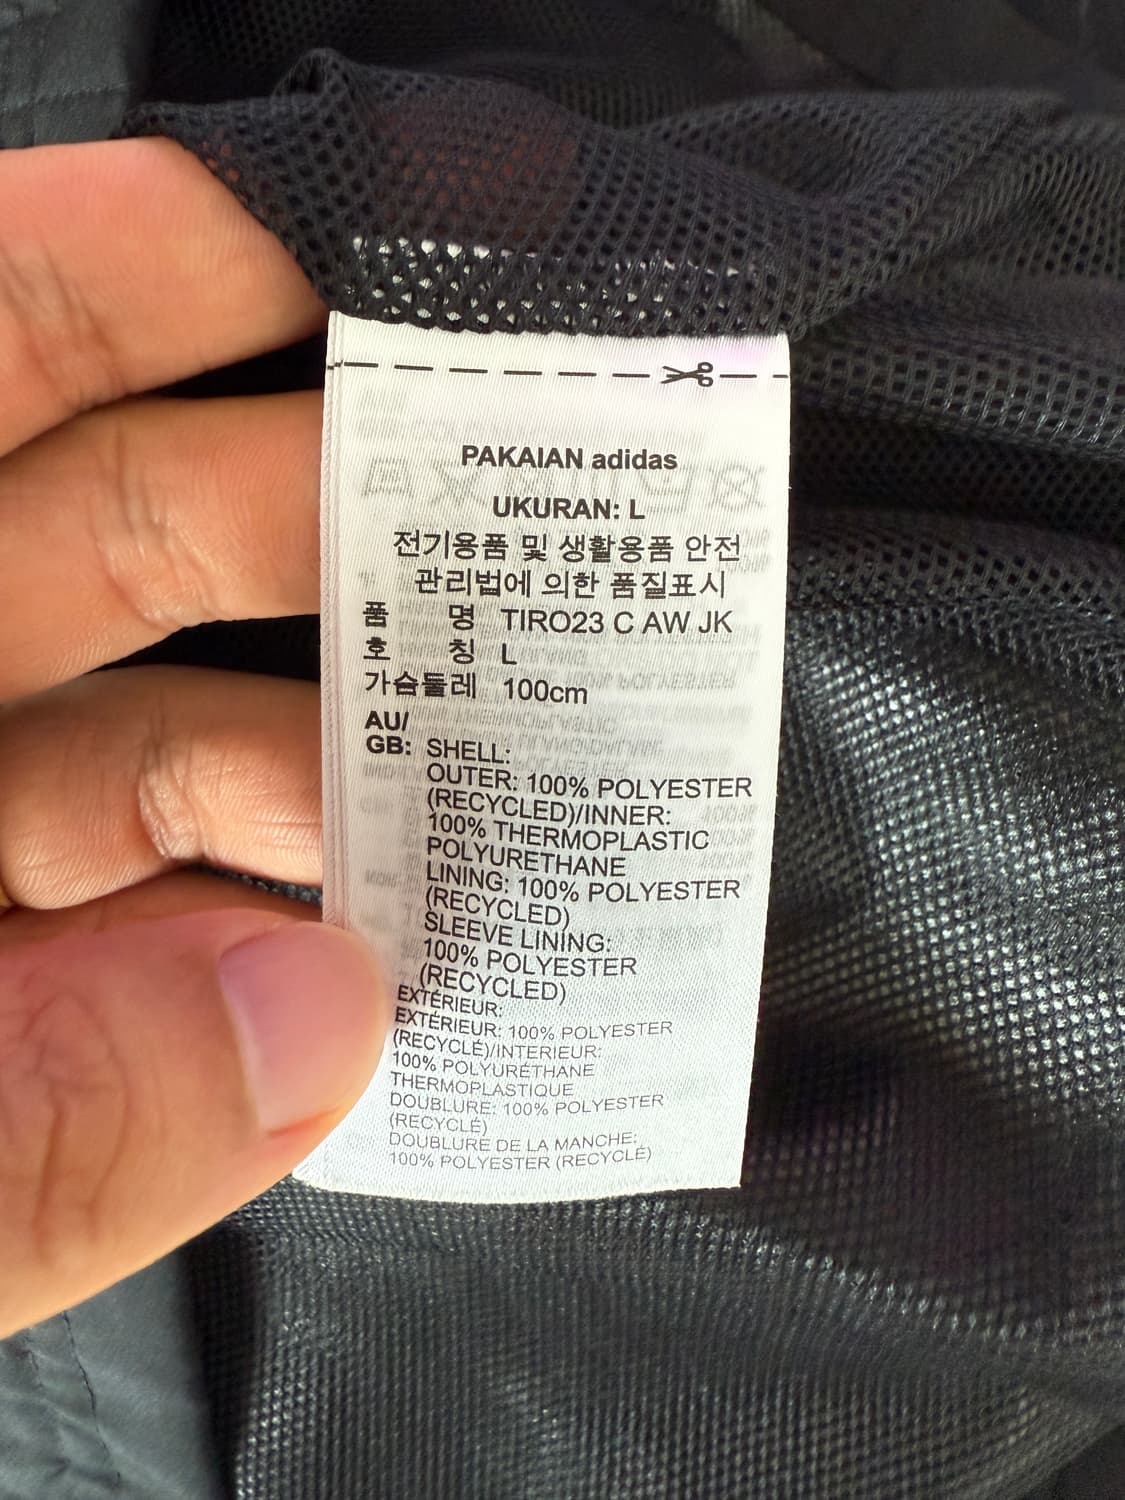 PAKAIAN adidas
UKURAN: L
전기용품 및 생활용품 안전
관리법에 의한 품질표시
품 명 TIRO23 C AW JK
호 칭 L
가슴둘레 100cm
AU/
GB: SHELL:
OUTER: 100% POLYESTER
(RECYCLED)/INNER:
100% THERMOPLASTIC
POLYURETHANE
LINING: 100% POLYESTER
(RECYCLED)
SLEEVE LINING:
100% POLYESTER
(RECYCLED)
EXTÉRIEUR:
EXTÉRIEUR: 100% POLYESTER
(RECYCLÉ)/INTERIEUR:
100% POLYURÉTHANE
THERMOPLASTIQUE
DOUBLURE: 100% POLYESTER
(RECYCLÉ)
DOUBLURE DE LA MANCHE:
100% POLYESTER (RECYCLÉ)